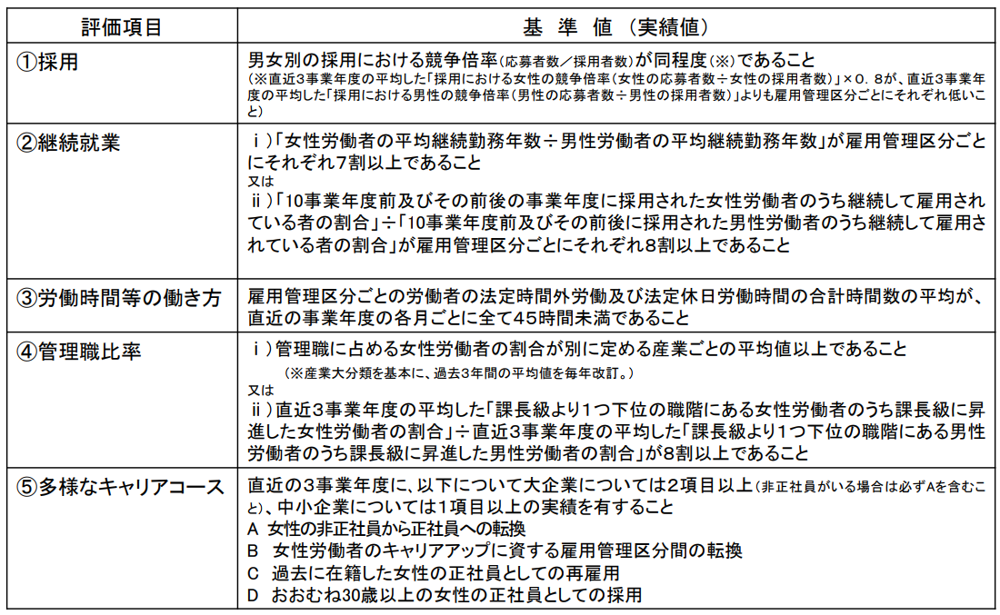 評価項目
基　準　値　（実績値）
①採用
男女別の採用における競争倍率（応募者数／採用者数）が同程度（※）であること
（※直近３事業年度の平均した「採用における女性の競争倍率（女性の応募者数÷女性の採用者数）」×０．８が、直近３事業年
度の平均した「採用における男性の競争倍率（男性の応募者数÷男性の採用者数）」よりも雇用管理区分ごとにそれぞれ低いこ
と）
②継続就業
ⅰ）「女性労働者の平均継続勤務年数÷男性労働者の平均継続勤務年数」が雇用管理区分ごと
にそれぞれ７割以上であること
又は
ⅱ）「10事業年度前及びその前後の事業年度に採用された女性労働者のうち継続して雇用され
ている者の割合」÷「10事業年度前及びその前後に採用された男性労働者のうち継続して雇用さ
れている者の割合」が雇用管理区分ごとにそれぞれ８割以上であること
③労働時間等の働き方
雇用管理区分ごとの労働者の法定時間外労働及び法定休日労働時間の合計時間数の平均が、
直近の事業年度の各月ごとに全て４５時間未満であること
④管理職比率
ⅰ）管理職に占める女性労働者の割合が別に定める産業ごとの平均値以上であること
（※産業大分類を基本に、過去３年間の平均値を毎年改訂。）
又は
ⅱ）直近３事業年度の平均した「課長級より１つ下位の職階にある女性労働者のうち課長級に昇
進した女性労働者の割合」÷直近３事業年度の平均した「課長級より１つ下位の職階にある男性
労働者のうち課長級に昇進した男性労働者の割合」が８割以上であること
⑤多様なキャリアコース
直近の３事業年度に、以下について大企業については２項目以上（非正社員がいる場合は必ずAを含むこ
と）、中小企業については１項目以上の実績を有すること
A　女性の非正社員から正社員への転換
B　女性労働者のキャリアアップに資する雇用管理区分間の転換
C　過去に在籍した女性の正社員としての再雇用
D　おおむね30歳以上の女性の正社員としての採用